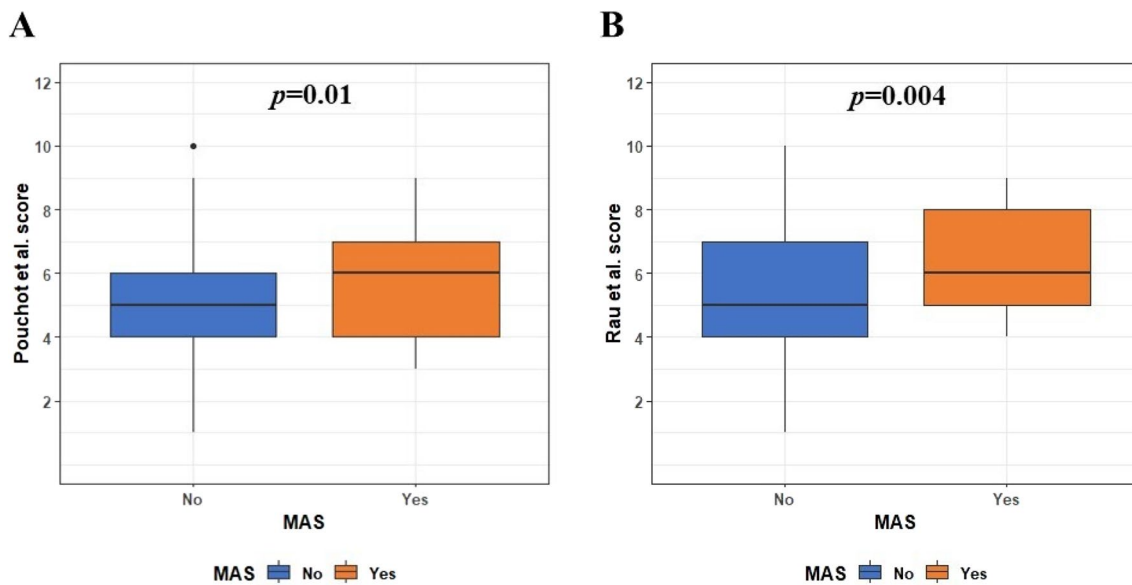 A
p=0.01
Pouchot et al. score
12
10
8
6
4
2
No
Yes
MAS
MAS No Yes
B
p=0.004
Rau et al. score
12
10
8
6
4
2
No
Yes
MAS
MAS No Yes